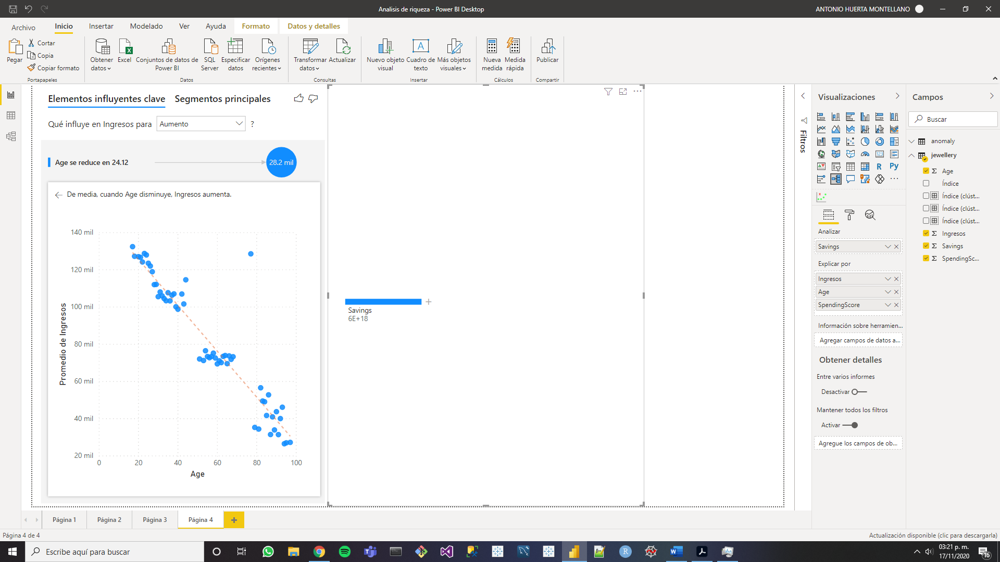 Analisis de riqueza - Power BI Desktop
ANTONIO HUERTA MONTELLANO
Archivo
Inicio
Insertar
Modelado
Ver
Ayuda
Formato
Datos y detalles
Pegar
Cortar
Copia
Copiar formato
Portapapeles
Obtener
datos
Excel
Conjuntos de datos de
Power BI
SQL
Server
Especificar
datos
Orígenes
recientes
Datos
Transformar
datos
Actualizar
Consultas
Nuevo objeto
visual
Cuadro de
texto
Más objetos
visuales
Insertar
Nueva
medida
Medida
rápida
Cálculos
Publicar
Compartir
Elementos influyentes clave
Segmentos principales
Qué influye en Ingresos para
Aumento
?
Age se reduce en 24.12
28.2 mil
De media, cuando Age disminuye, Ingresos aumenta.
140 mil
120 mil
100 mil
80 mil
60 mil
40 mil
20 mil
0
20
40
60
80
100
Promedio de Ingresos
Age
Savings
6E+18
Filtros
Visualizaciones
R
Py
Analizar
Savings
Explicar por
Ingresos
Age
SpendingScore
Información sobre herramien...
Agregar campos de datos a...
Obtener detalles
Entre varios informes
Desactivar
Mantener todos los filtros
Activar
Agregue los campos de ob...
Campos
Buscar
anomaly
jewellery
Age
Índice
Índice (clúst...
Índice (clúst...
Índice (clúst...
Ingresos
Savings
SpendingSc...
Página 1
Página 2
Página 3
Página 4
Página 4 de 4
Actualización disponible (clic para descargarla)
Escribe aquí para buscar
03:21 p. m.
17/11/2020
16